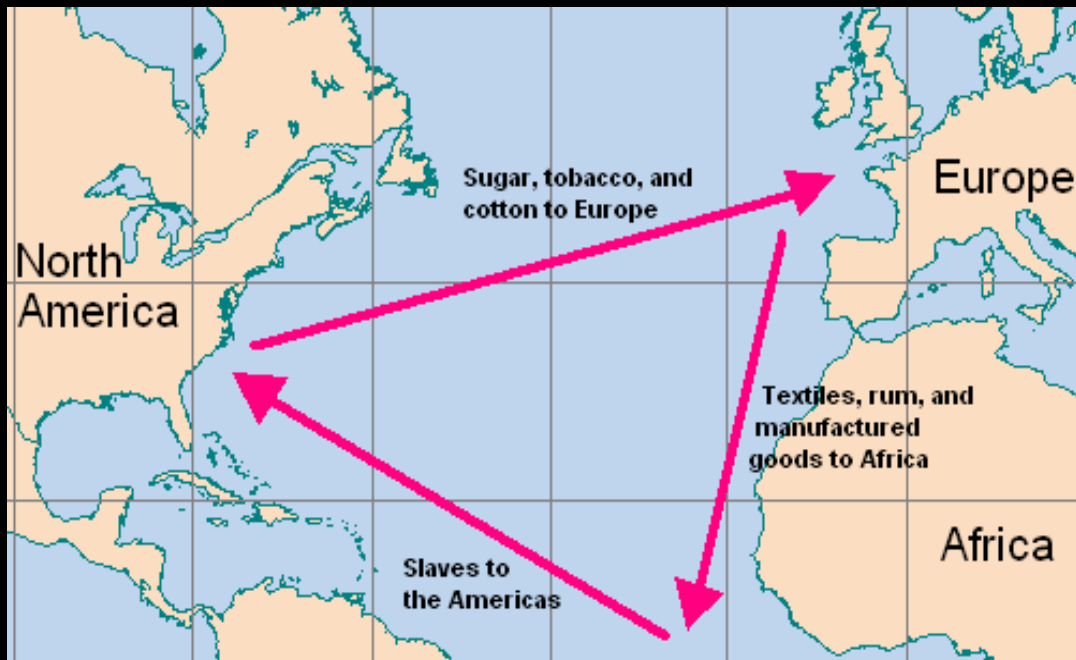 Sugar, tobacco, and
cotton to Europe
Europe
North
America
Textiles, rum, and
manufactured
goods to Africa
Africa
Slaves to
the Americas